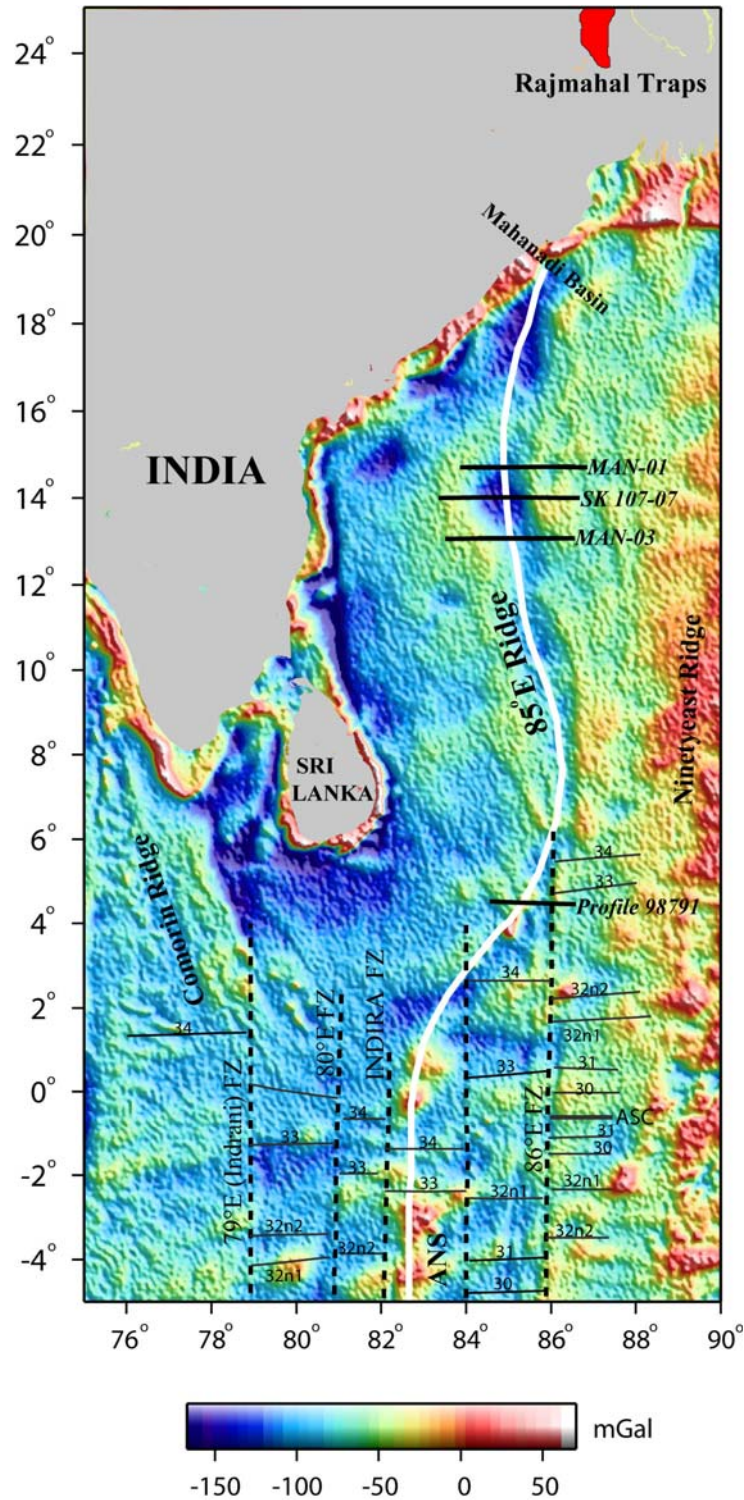 24°
22°
20°
18°
16°
14°
12°
10°
8°
6°
4°
2°
0°
-2°
-4°
Rajmahal Traps
Mahanadi Basin
INDIA
MAN-01
SK 107-07
MAN-03
85°E Ridge
Ninetyeast Ridge
SRI
LANKA
Comorin Ridge
34
33
Profile 98791
34
32n2
32n1
34
79°E (Indrani) FZ
80°E FZ
INDIRA FZ
86°E FZ
33
31
30
ASC
34
34
31
33
30
33
33
32n1
32n1
32n2
32n2
32n2
32n1
31
30
ANS
76°
78°
80°
82°
84°
86°
88°
90°
mGal
-150
-100
-50
0
50